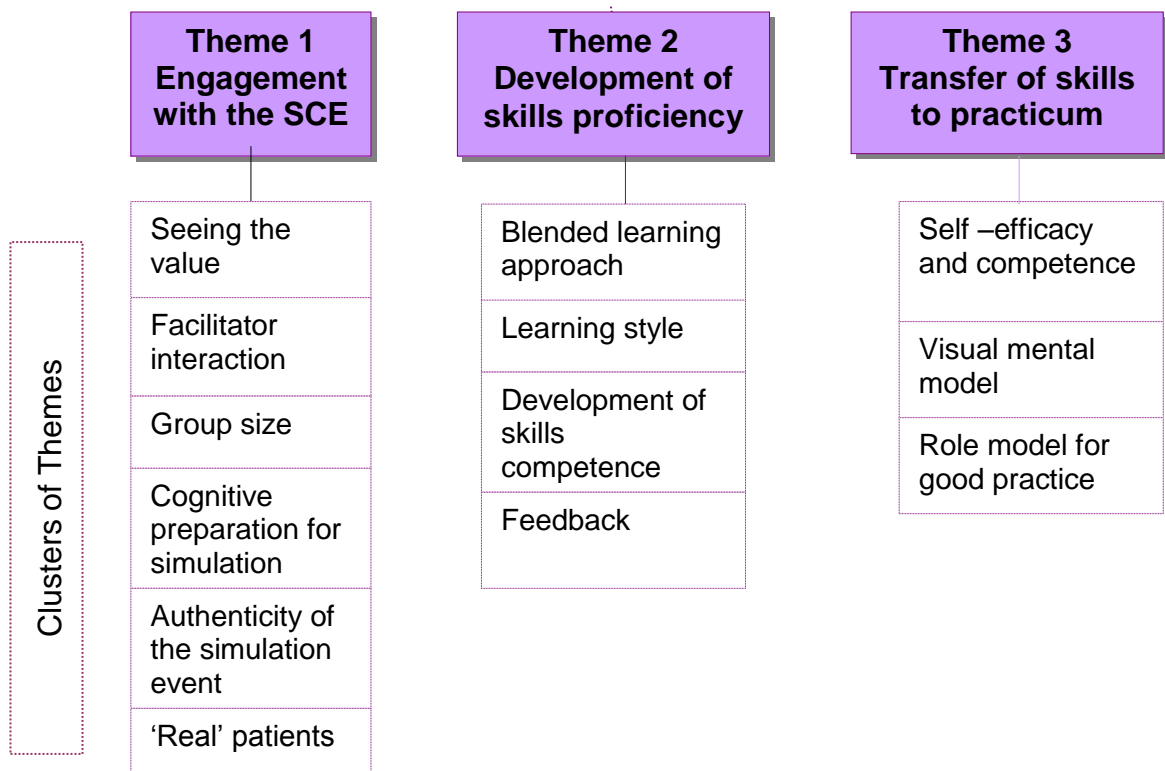 Theme 1
Engagement
with the SCE
Seeing the
value
Facilitator
interaction
Group size
Cognitive
preparation for
simulation
Authenticity of
the simulation
event
‘Real’ patients
Theme 2
Development of
skills proficiency
Blended learning
approach
Learning style
Development of
skills
competence
Feedback
Theme 3
Transfer of skills
to practicum
Self –efficacy
and competence
Visual mental
model
Role model for
good practice
Clusters of Themes